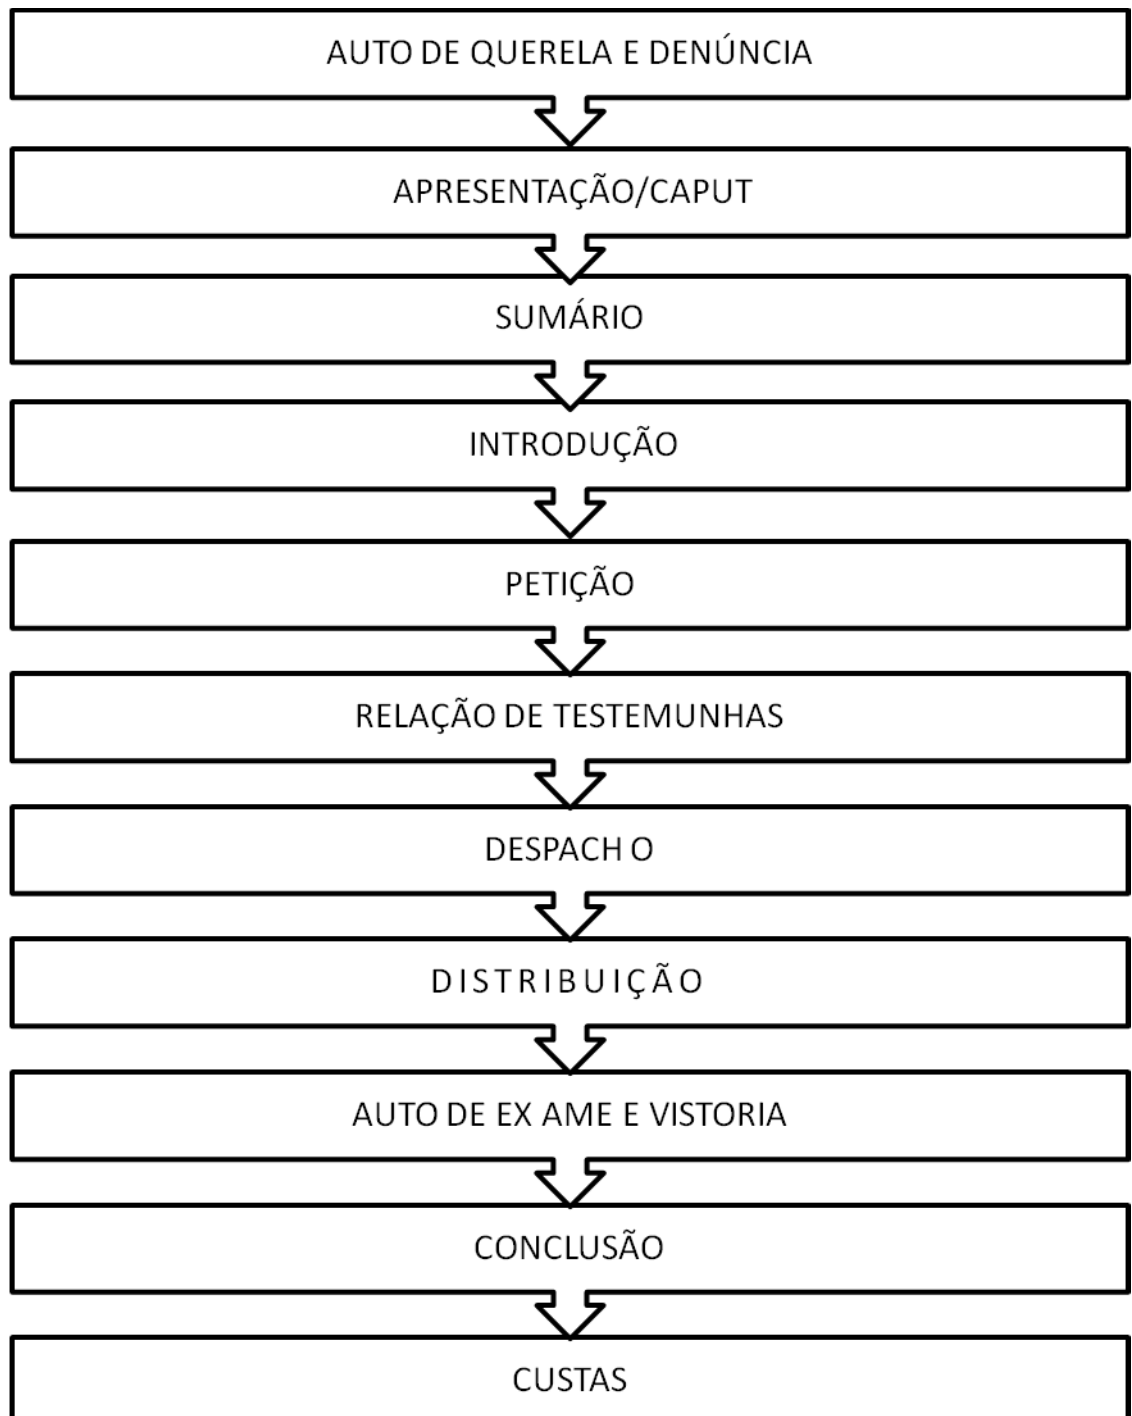 AUTO DE QUERELA E DENÚNCIA
APRESENTAÇÃO/CAPUT
SUMÁRIO
INTRODUÇÃO
PETIÇÃO
RELAÇÃO DE TESTEMUNHAS
DESPACH O
D I S T R I B U I Ç Ã O
AUTO DE EX AME E VISTORIA
CONCLUSÃO
CUSTAS